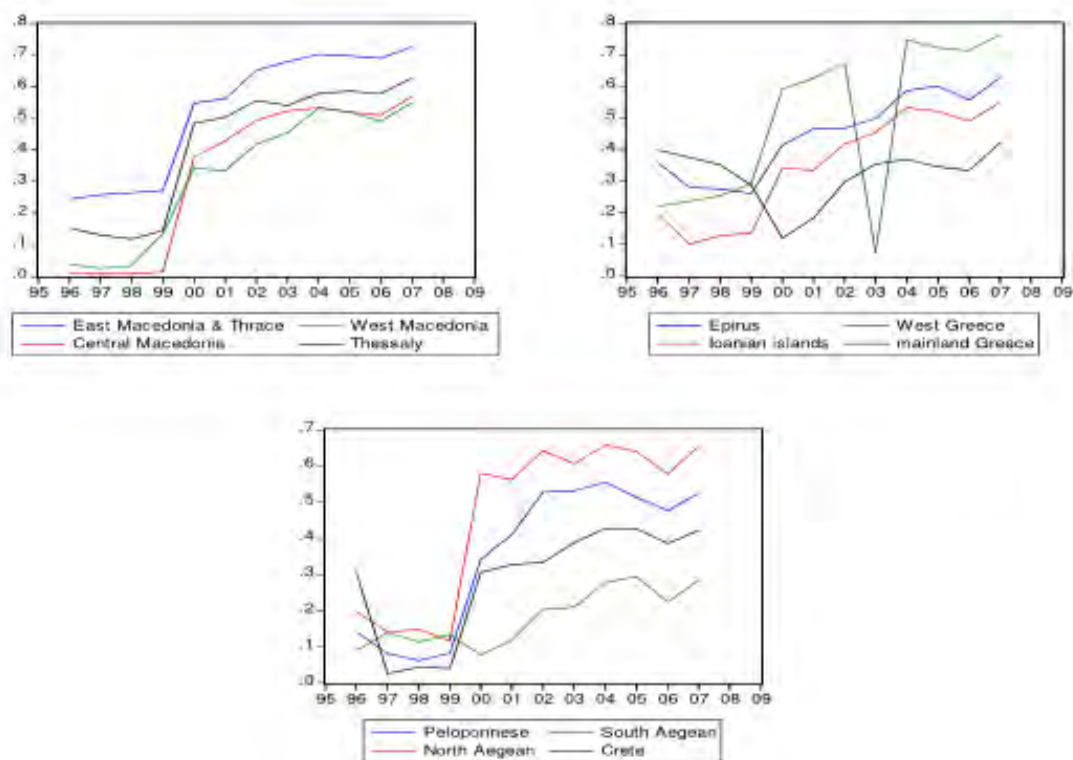 .8
.7
.6
.5
.4
.3
.2
.1
.0
95 96 97 98 99 00 01 02 03 04 05 06 07 08 09
East Macedonia & Thrace West Macedonia
Central Macedonia Thessaly
.8
.7
.6
.5
.4
.3
.2
.1
.0
95 96 97 98 99 00 01 02 03 04 05 06 07 08 09
Epirus West Greece
Ioanian islands mainland Greece
.7
.6
.5
.4
.3
.2
.1
.0
95 96 97 98 99 00 01 02 03 04 05 06 07 08 09
Peloponnese South Aegean
North Aegean Crete